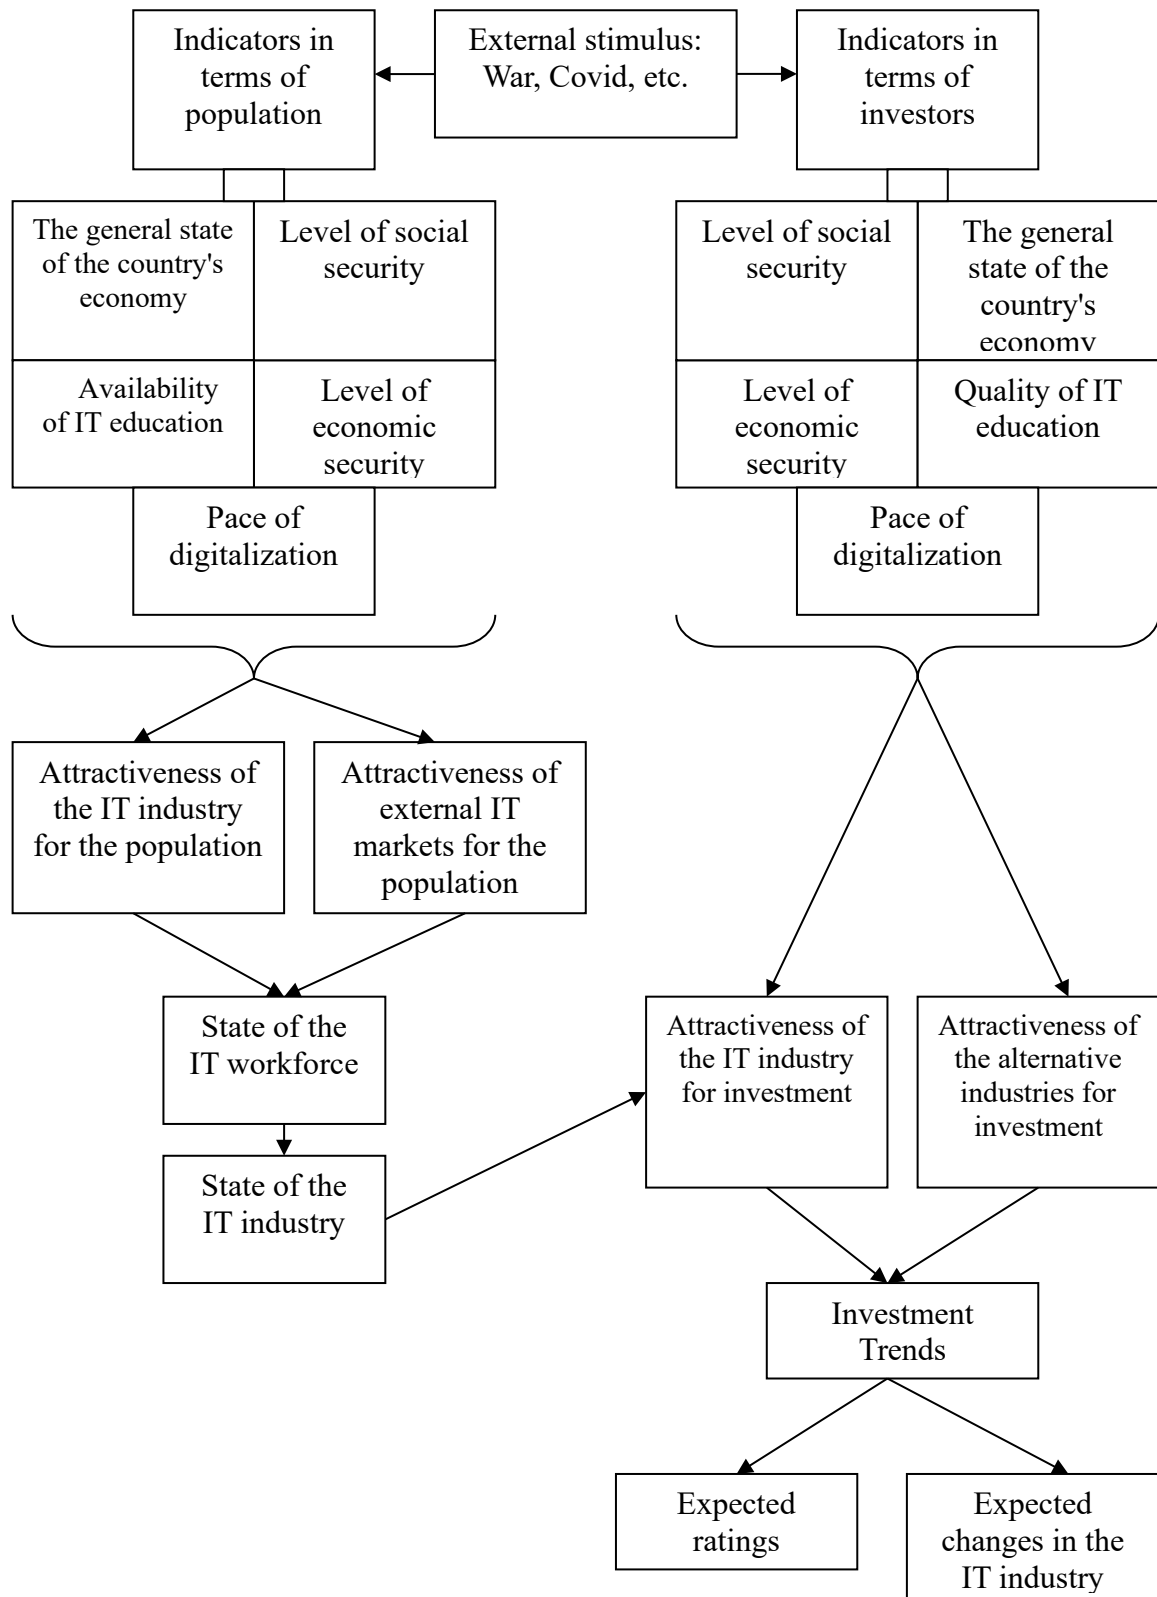 Indicators in
terms of
population
External stimulus:
War, Covid, etc.
Indicators in
terms of
investors
The general state
of the country's
economy
Level of social
security
Level of social
security
The general
state of the
country's
economy
Availability
of IT education
Level of
economic
security
Level of
economic
security
Quality of IT
education
Pace of
digitalization
Pace of
digitalization
Attractiveness of
the IT industry
for the population
Attractiveness of
external IT
markets for the
population
State of the
IT workforce
Attractiveness of
the IT industry
for investment
Attractiveness of
the alternative
industries for
investment
State of the
IT industry
Investment
Trends
Expected
ratings
Expected
changes in the
IT industry